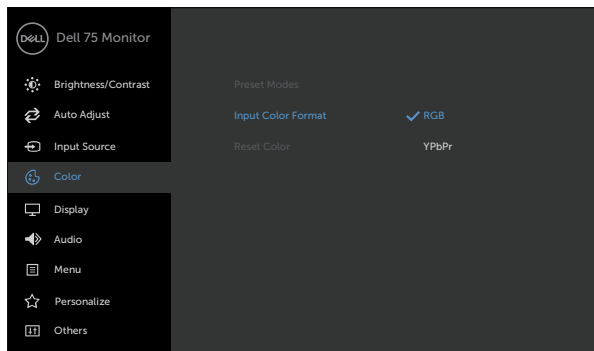 DELL Dell 75 Monitor
Brightness/Contrast Preset Modes
Auto Adjust Input Color Format RGB
Input Source Reset Color YPbPr
Color
Display
Audio
Menu
Personalize
Others